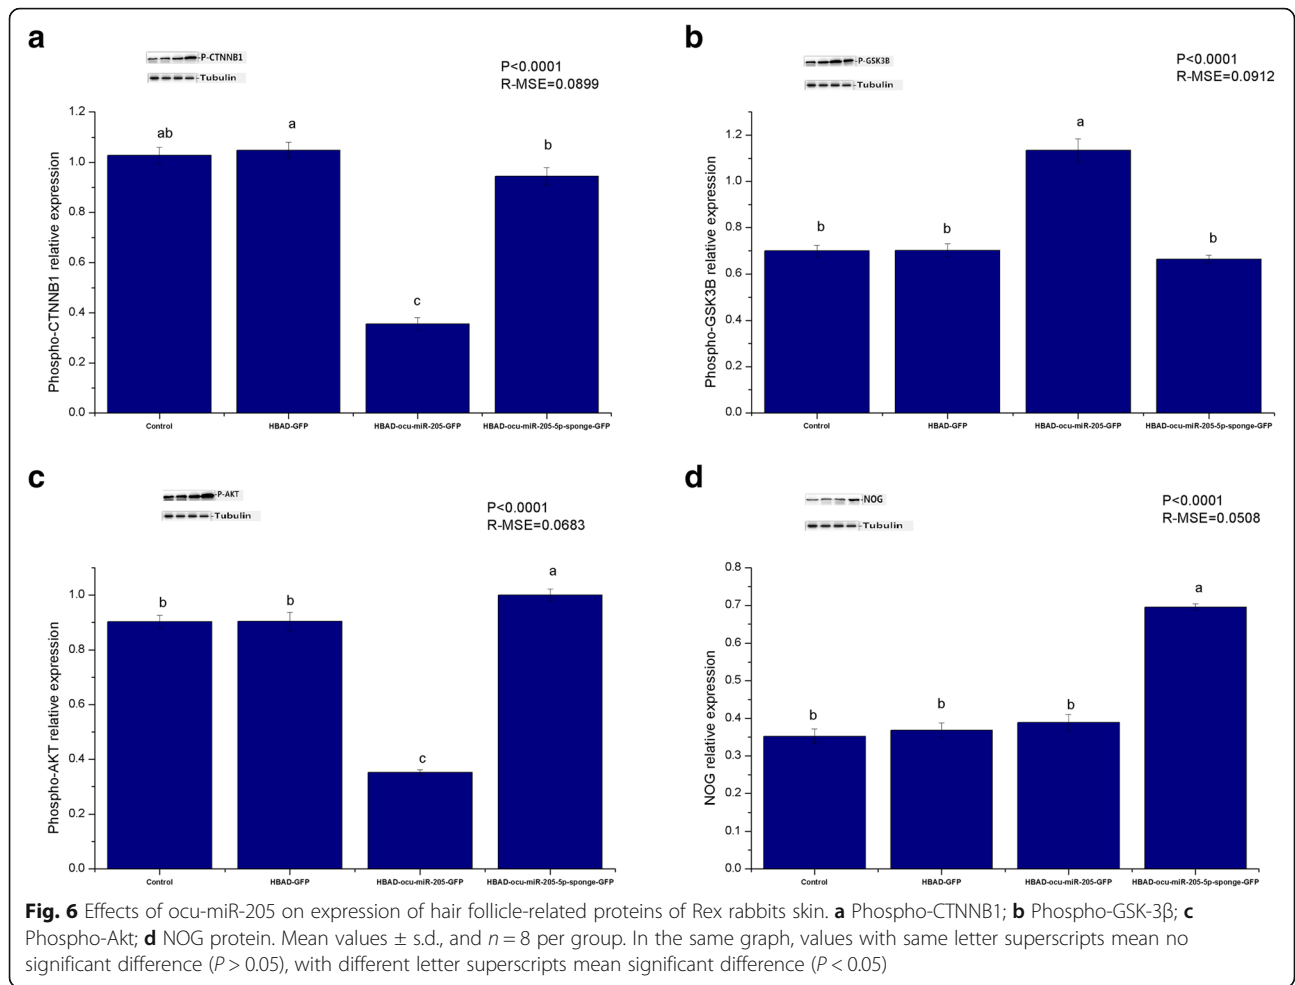 a
P-CTNNB1
Tubulin
P<0.0001
R-MSE=0.0899
Phospho-CTNNB1 relative expression
1.2
1.0
0.8
0.6
0.4
0.2
0.0
ab
a
c
b
Control
HBAD-GFP
HBAD-ocu-miR-205-GFP
HBAD-ocu-miR-205-5p-sponge-GFP
b
P-GSK3B
Tubulin
P<0.0001
R-MSE=0.0912
Phospho-GSK3B relative expression
1.2
1.0
0.8
0.6
0.4
0.2
0.0
b
b
a
b
Control
HBAD-GFP
HBAD-ocu-miR-205-GFP
HBAD-ocu-miR-205-5p-sponge-GFP
c
P-AKT
Tubulin
P<0.0001
R-MSE=0.0683
Phospho-AKT relative expression
1.0
0.8
0.6
0.4
0.2
0.0
b
b
c
a
Control
HBAD-GFP
HBAD-ocu-miR-205-GFP
HBAD-ocu-miR-205-5p-sponge-GFP
d
NOG
Tubulin
P<0.0001
R-MSE=0.0508
NOG relative expression
0.8
0.7
0.6
0.5
0.4
0.3
0.2
0.1
0.0
b
b
b
a
Control
HBAD-GFP
HBAD-ocu-miR-205-GFP
HBAD-ocu-miR-205-5p-sponge-GFP
Fig. 6 Effects of ocu-miR-205 on expression of hair follicle-related proteins of Rex rabbits skin. a Phospho-CTNNB1; b Phospho-GSK-3β; c
Phospho-Akt; d NOG protein. Mean values ± s.d., and n = 8 per group. In the same graph, values with same letter superscripts mean no
significant difference (P > 0.05), with different letter superscripts mean significant difference (P < 0.05)